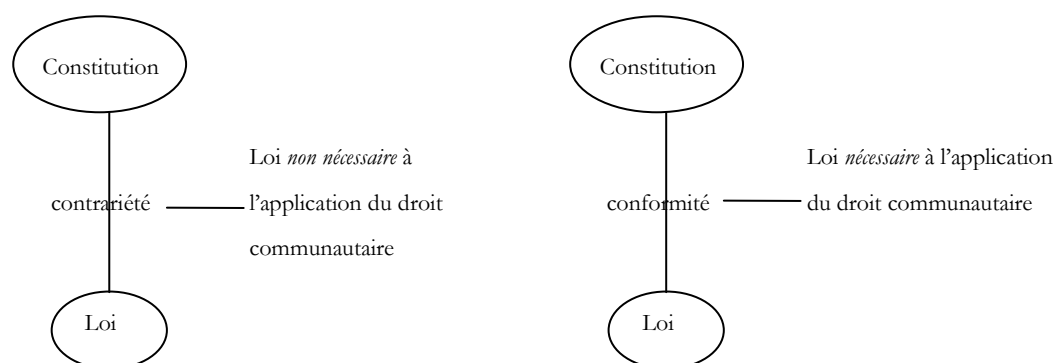 Constitution
contrariété
Loi non nécessaire à
l’application du droit
communautaire
Loi
Constitution
conformité
Loi nécessaire à l’application
du droit communautaire
Loi